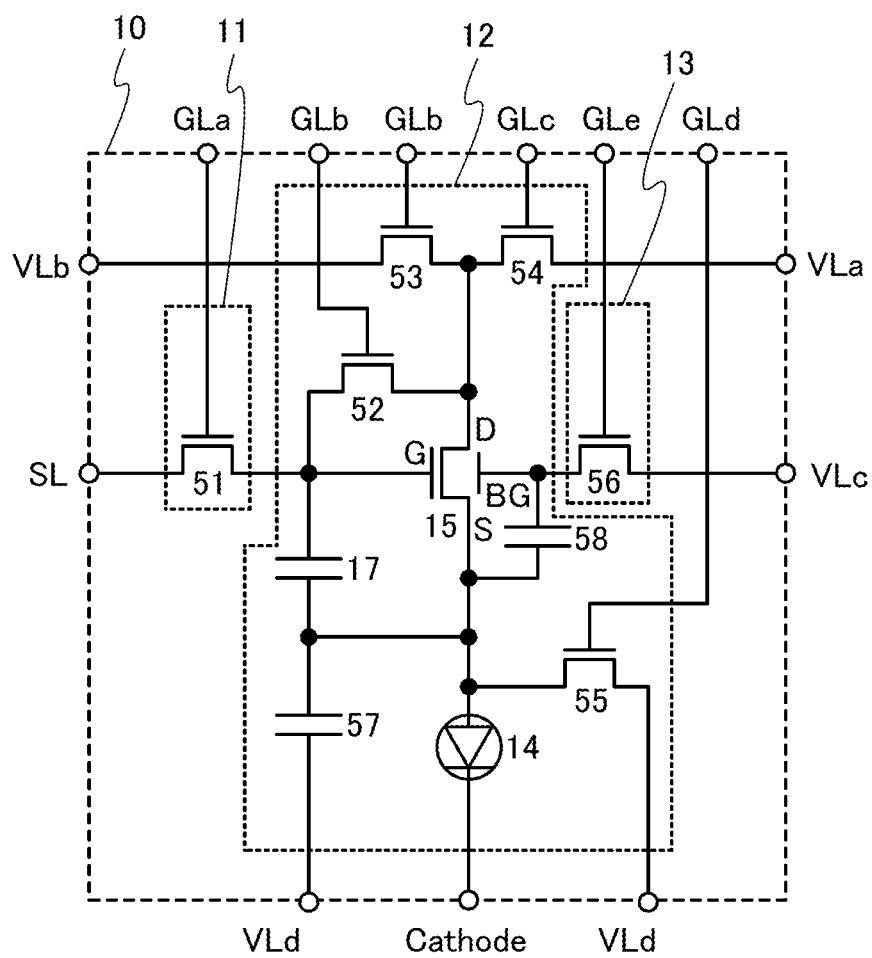 10 11 12 13
GLa GLb GLb GLc GLe GLd
VLb 53 54 VLa
52
D
SL 51 G BG 56 VLc
15 S 58
17
55
57 14
VLd Cathode VLd